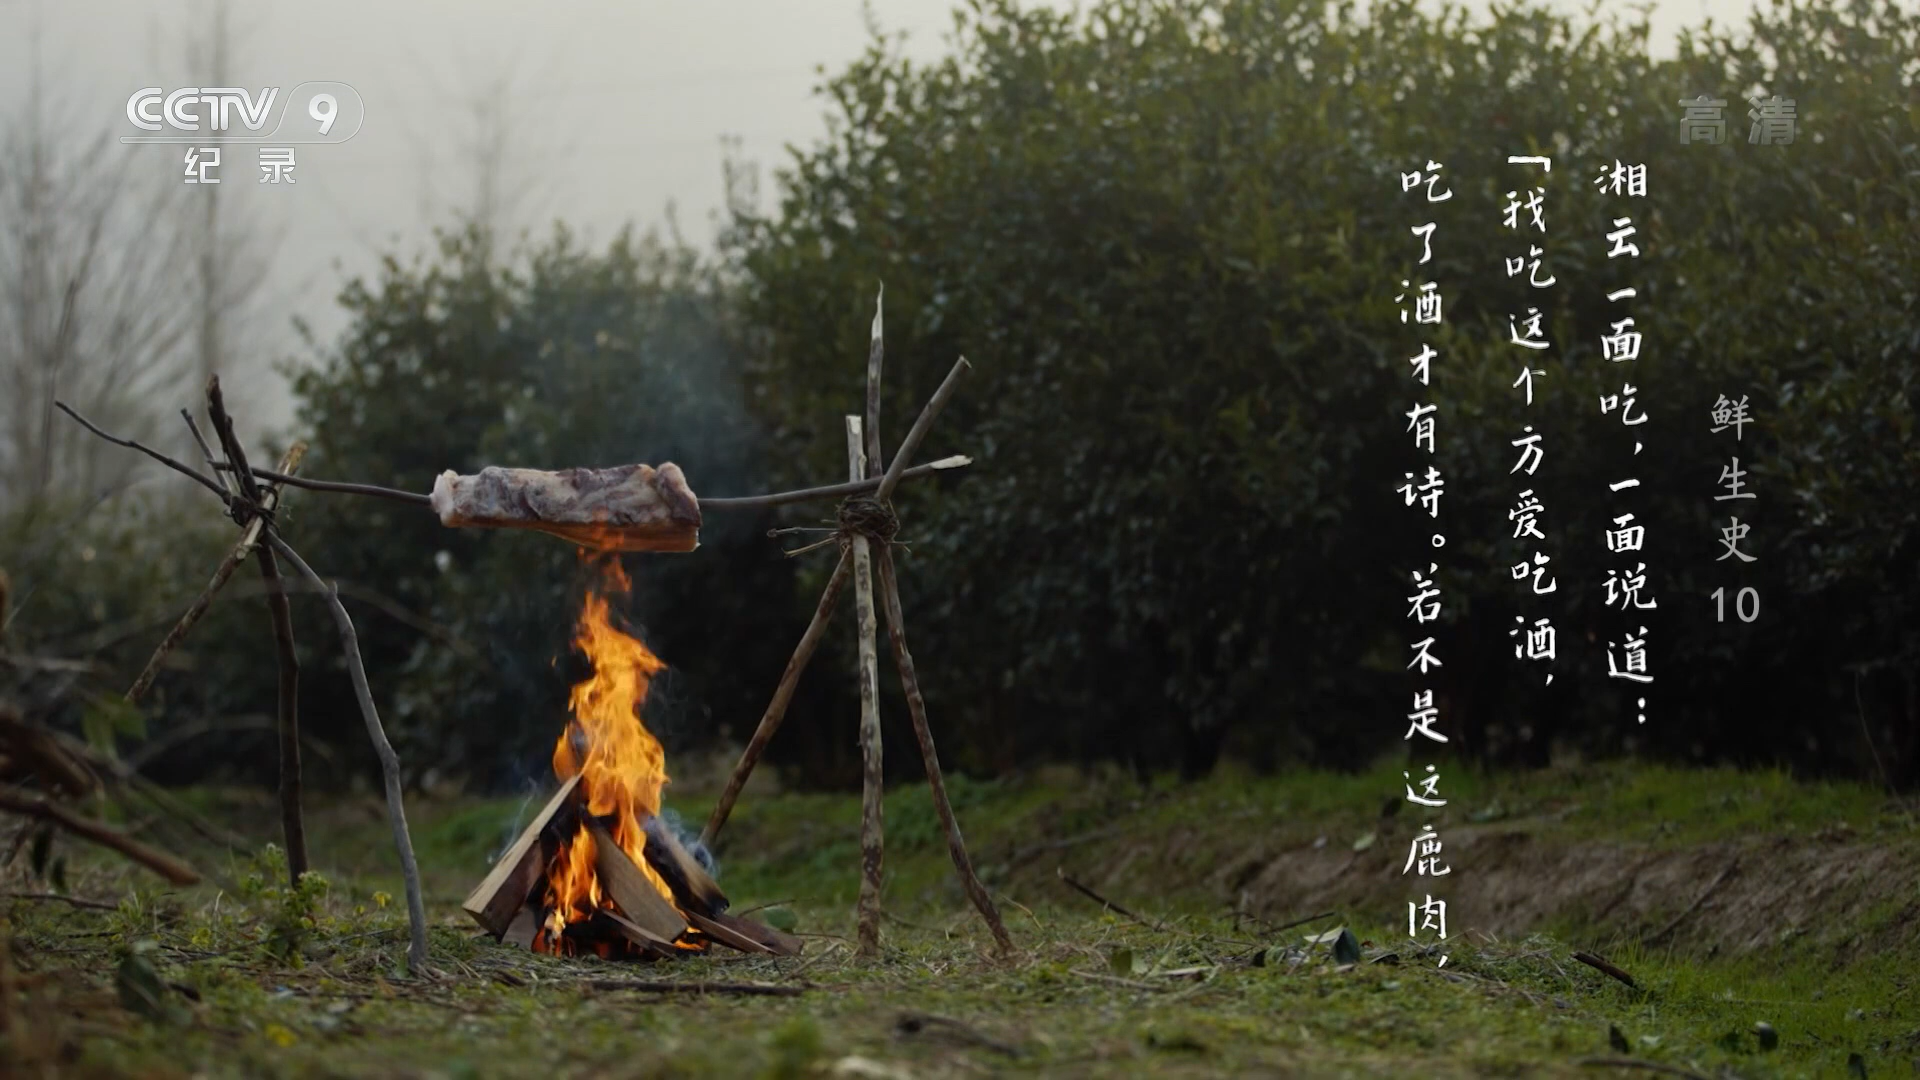 CCTV 9
纪录
高清
鲜生史10
湘云一面吃，一面说道：
「我吃这个方爱吃酒，
吃了酒才有诗。若不是这鹿肉，